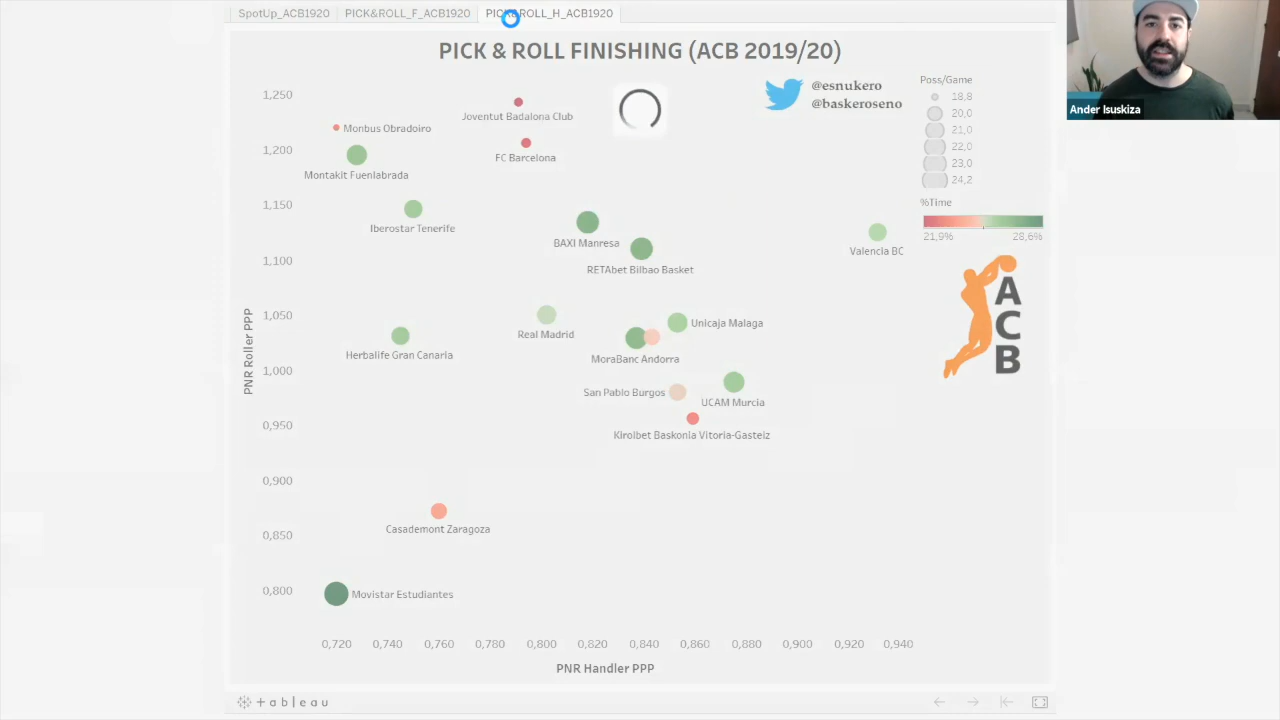 SpotUp_ACB1920
PICK&ROLL_F_ACB1920
PICK&ROLL_H_ACB1920
PICK & ROLL FINISHING (ACB 2019/20)
@esnukero
@baskeroseno
Ander Isuskiza
Poss/Game
18,8
20,0
21,0
22,0
23,0
24,2
%Time
21,9%
28,6%
ACB
PNR Roller PPP
1,250
1,200
1,150
1,100
1,050
1,000
0,950
0,900
0,850
0,800
Joventut Badalona Club
Monbus Obradoiro
FC Barcelona
Montakit Fuenlabrada
Iberostar Tenerife
BAXI Manresa
Valencia BC
RETAbet Bilbao Basket
Unicaja Malaga
Real Madrid
Herbalife Gran Canaria
MoraBanc Andorra
San Pablo Burgos
UCAM Murcia
Kirolbet Baskonia Vitoria-Gasteiz
Casademont Zaragoza
Movistar Estudiantes
0,720
0,740
0,760
0,780
0,800
0,820
0,840
0,860
0,880
0,900
0,920
0,940
PNR Handler PPP
+ a b l e a u